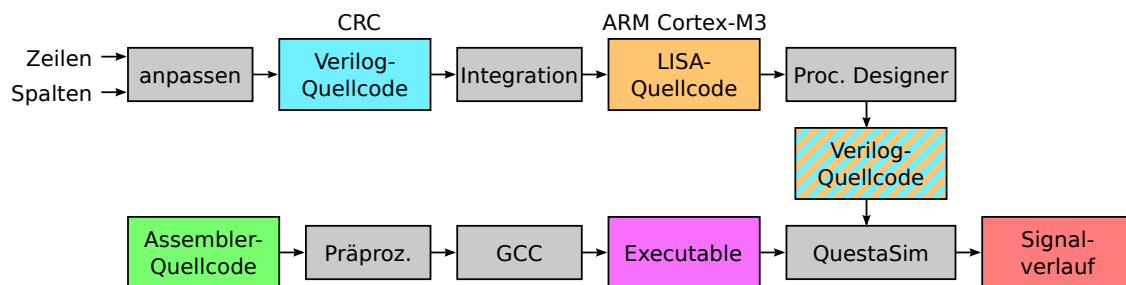 CRC
ARM Cortex-M3
Zeilen
Spalten
anpassen
Verilog-
Quellcode
Integration
LISA-
Quellcode
Proc. Designer
Verilog-
Quellcode
Assembler-
Quellcode
Präproz.
GCC
Executable
QuestaSim
Signal-
verlauf